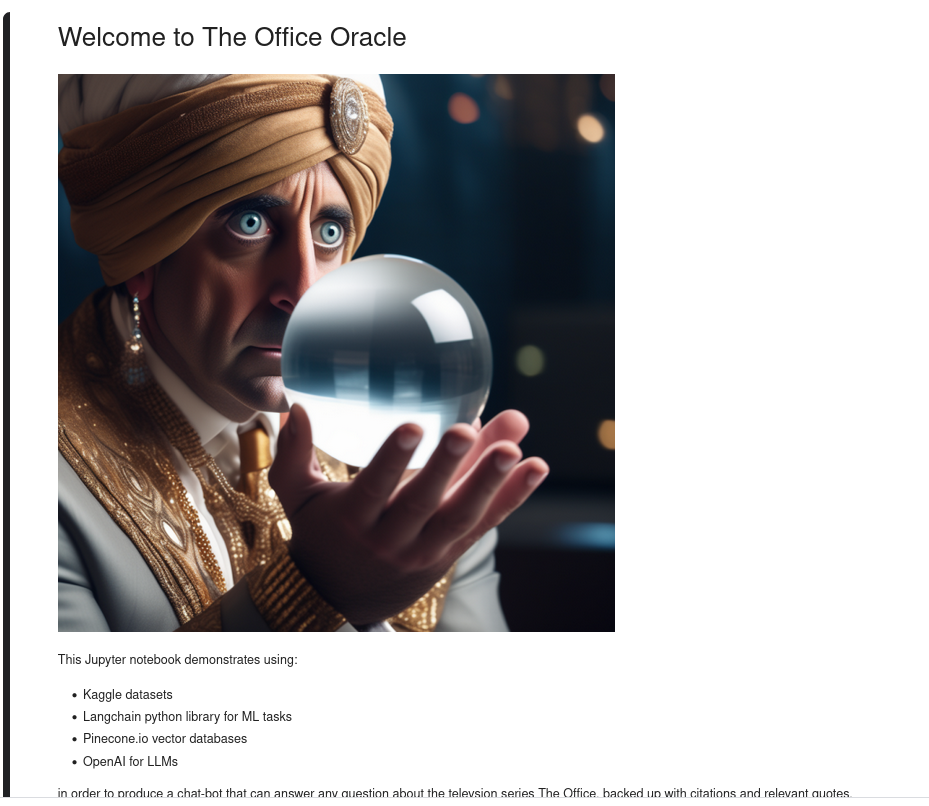 Welcome to The Office Oracle
This Jupyter notebook demonstrates using:
Kaggle datasets
Langchain python library for ML tasks
Pinecone.io vector databases
OpenAI for LLMs
in order to produce a chat-bot that can answer any question about the televsion series The Office, backed up with citations and relevant quotes.